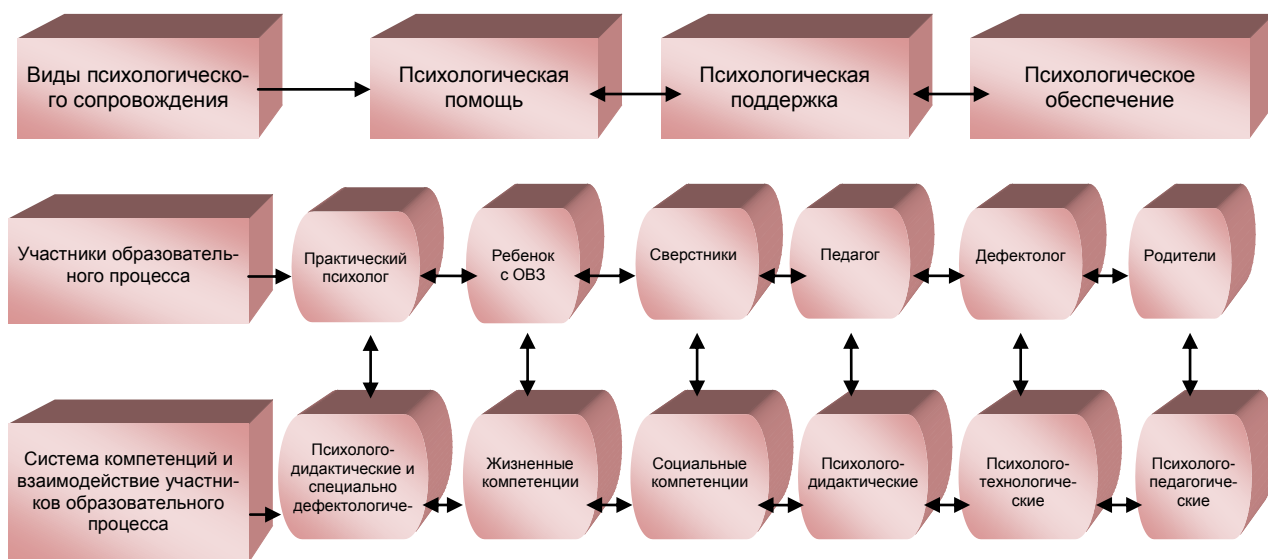 Виды психологическо-
го сопровождения
Психологическая
помощь
Психологическая
поддержка
Психологическое
обеспечение
Участники образователь-
ного процесса
Практический
психолог
Ребенок
с ОВЗ
Сверстники
Педагог
Дефектолог
Родители
Система компетенций и
взаимодействие участни-
ков образовательного
процесса
Психолого-
дидактические и
специально
дефектологиче-
Жизненные
компетенции
Социальные
компетенции
Психолого-
дидактические
Психолого-
технологиче-
ские
Психолого-
педагогиче-
ские